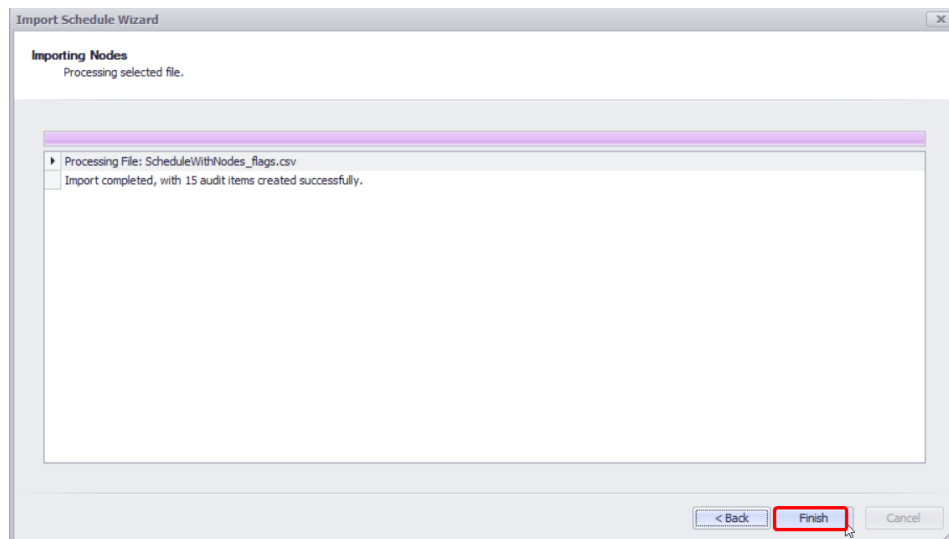 Import Schedule Wizard
Importing Nodes
Processing selected file.
Processing File: ScheduleWithNodes_flags.csv
Import completed, with 15 audit items created successfully.
< Back Finish Cancel